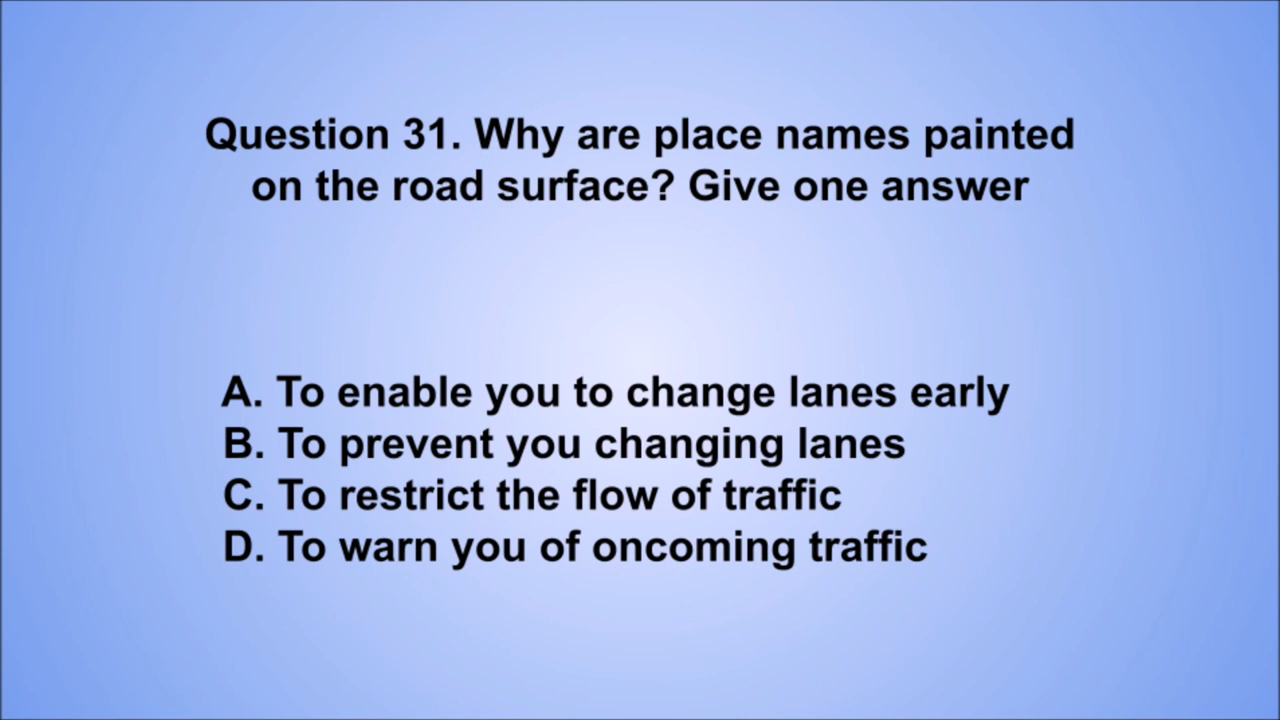 Question 31. Why are place names painted
on the road surface? Give one answer
A. To enable you to change lanes early
B. To prevent you changing lanes
C. To restrict the flow of traffic
D. To warn you of oncoming traffic